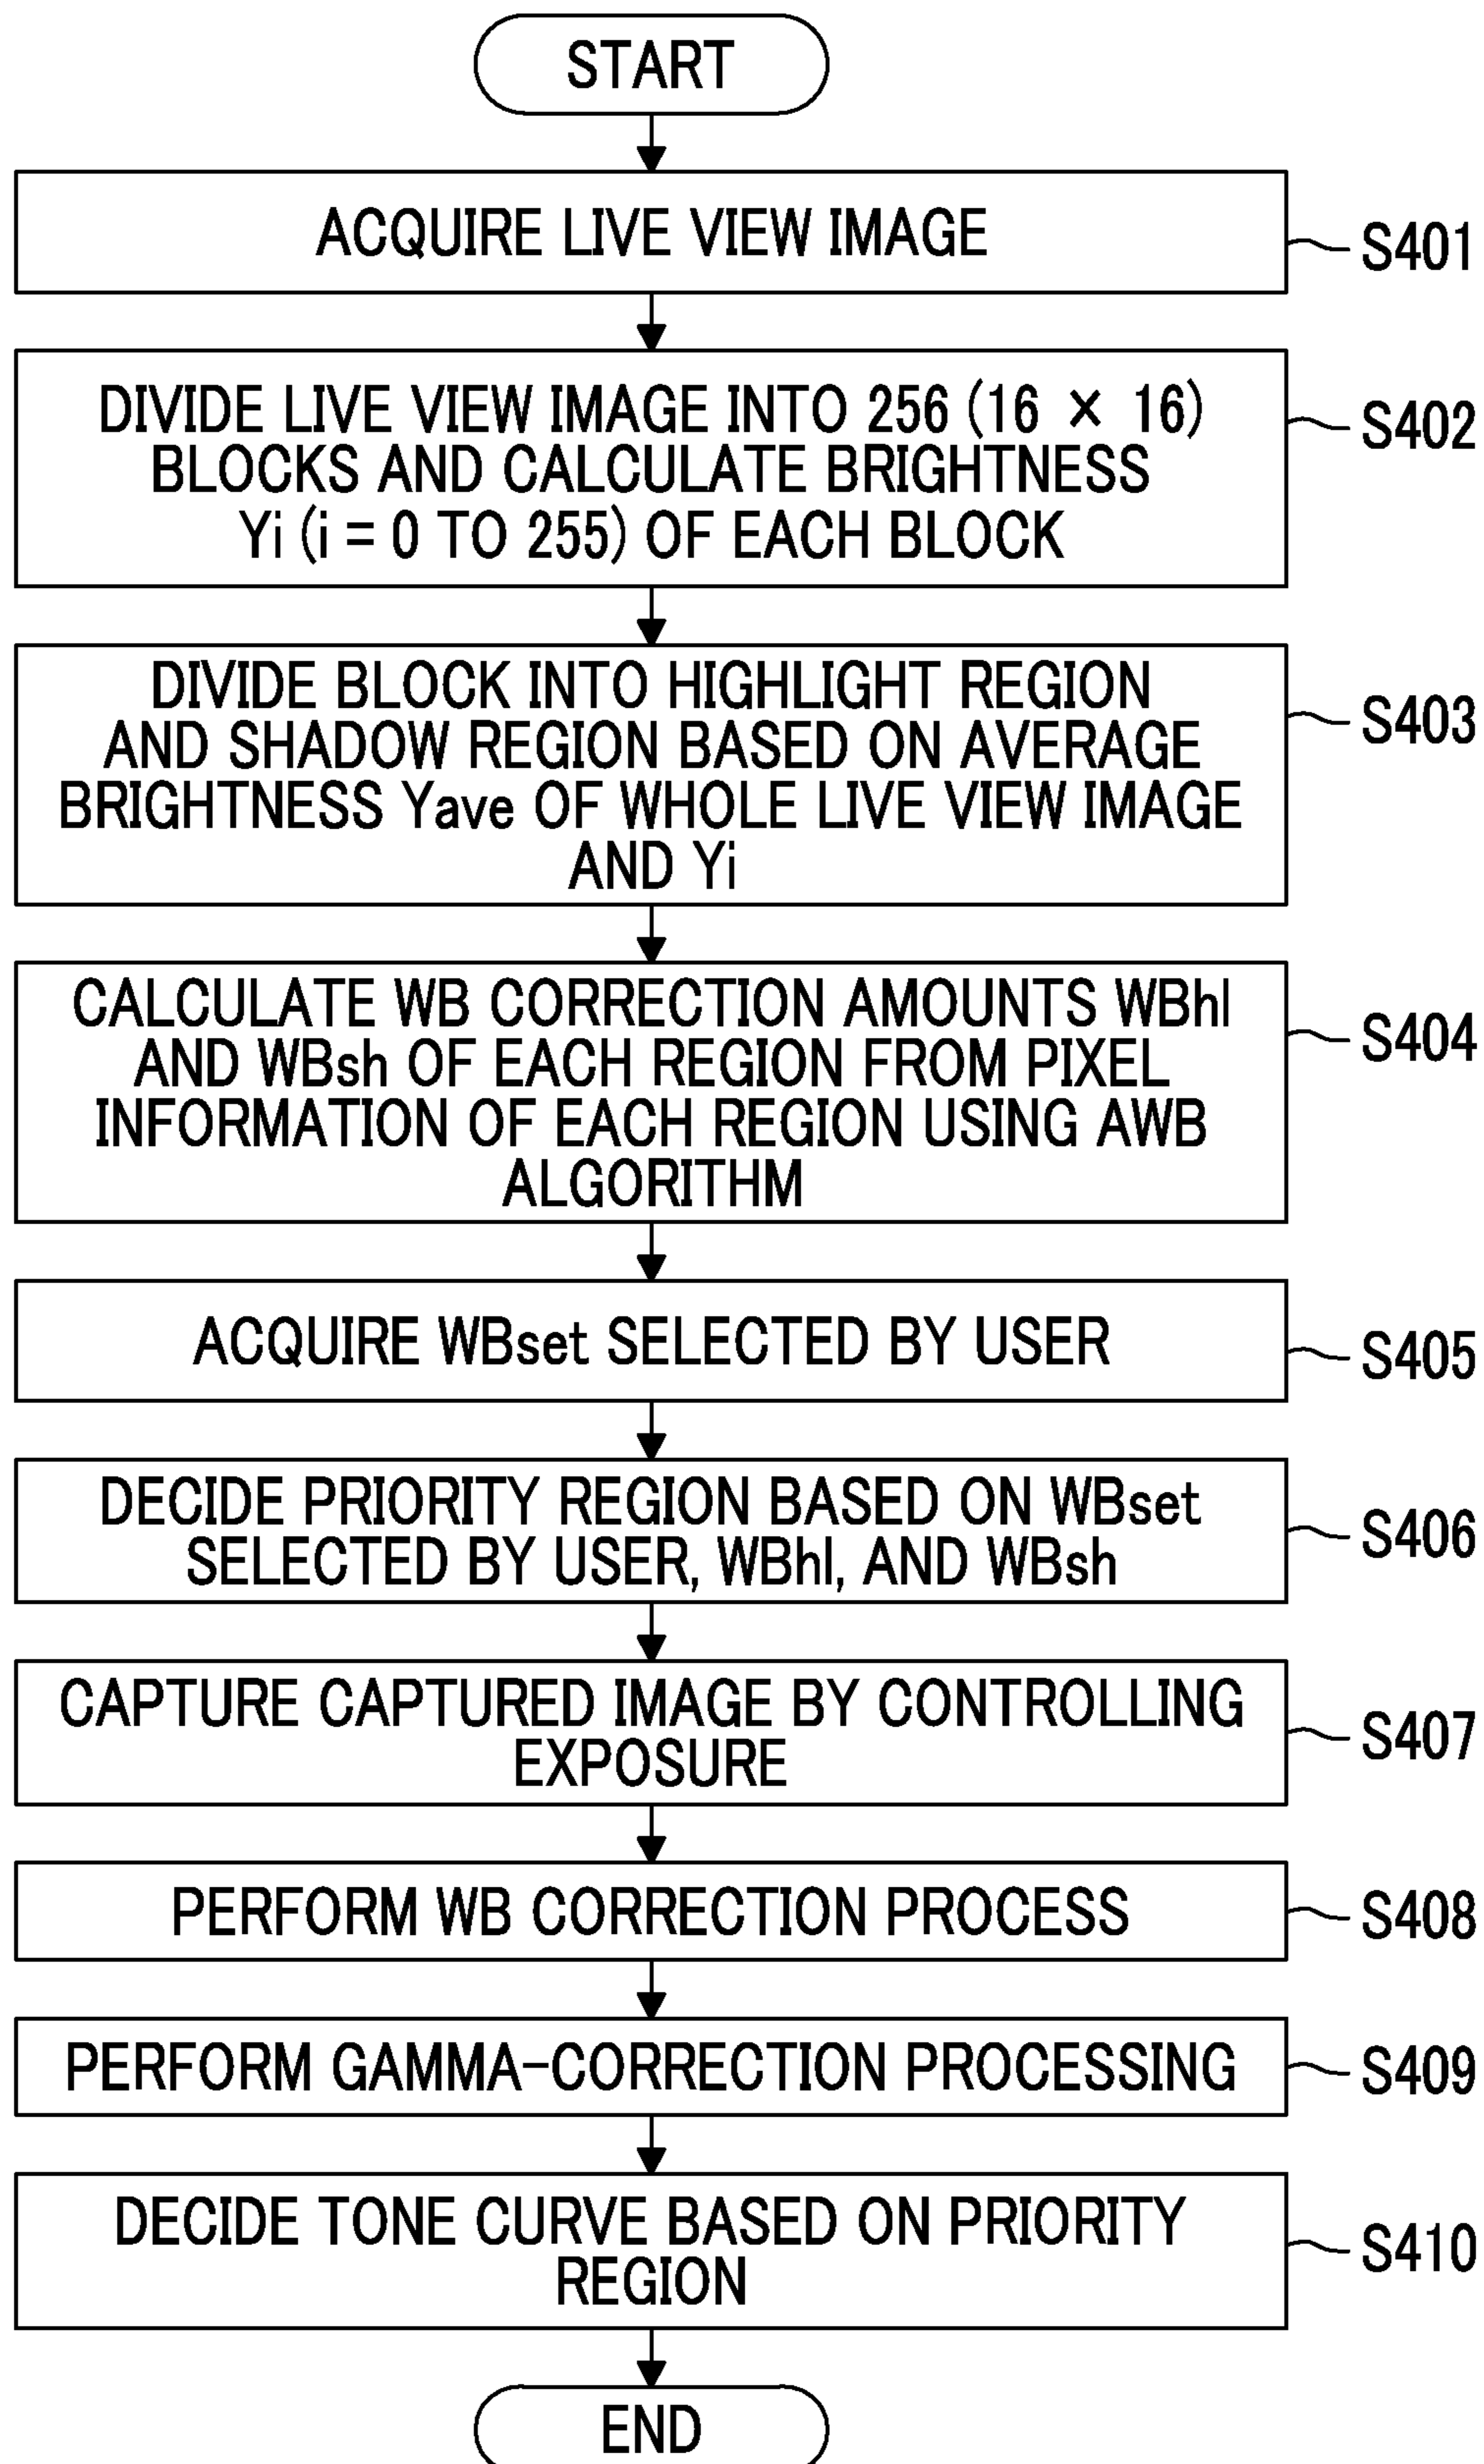 START
ACQUIRE LIVE VIEW IMAGE
S401
DIVIDE LIVE VIEW IMAGE INTO 256 (16 × 16)
BLOCKS AND CALCULATE BRIGHTNESS
Yi (i = 0 TO 255) OF EACH BLOCK
S402
DIVIDE BLOCK INTO HIGHLIGHT REGION
AND SHADOW REGION BASED ON AVERAGE
BRIGHTNESS Yave OF WHOLE LIVE VIEW IMAGE
AND Yi
S403
CALCULATE WB CORRECTION AMOUNTS WBhl
AND WBsh OF EACH REGION FROM PIXEL
INFORMATION OF EACH REGION USING AWB
ALGORITHM
S404
ACQUIRE WBset SELECTED BY USER
S405
DECIDE PRIORITY REGION BASED ON WBset
SELECTED BY USER, WBhl, AND WBsh
S406
CAPTURE CAPTURED IMAGE BY CONTROLLING
EXPOSURE
S407
PERFORM WB CORRECTION PROCESS
S408
PERFORM GAMMA-CORRECTION PROCESSING
S409
DECIDE TONE CURVE BASED ON PRIORITY
REGION
S410
END